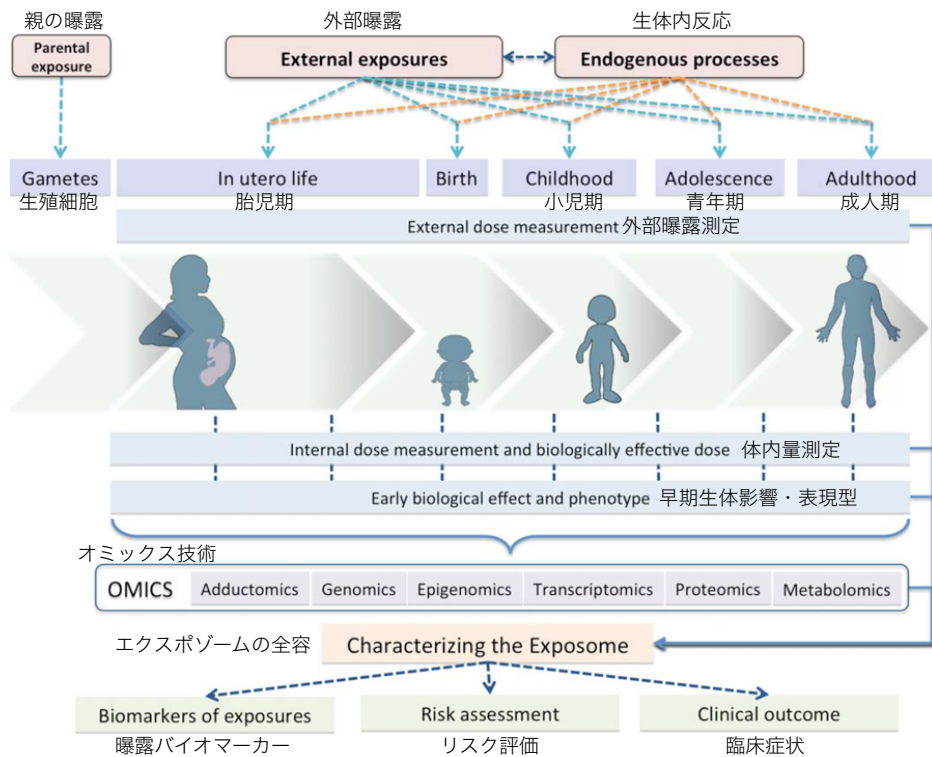 親の曝露
外部曝露
生体内反応
Parental
exposure
External exposures
Endogenous processes
Gametes
生殖細胞
In utero life
胎児期
Birth
Childhood
小児期
Adolescence
青年期
Adulthood
成人期
External dose measurement 外部曝露測定
Internal dose measurement and biologically effective dose 体内量測定
Early biological effect and phenotype 早期生体影響・表現型
オミックス技術
OMICS Adductomics Genomics Epigenomics Transcriptomics Proteomics Metabolomics
エクスポゾームの全容
Characterizing the Exposome
Biomarkers of exposures
曝露バイオマーカー
Risk assessment
リスク評価
Clinical outcome
臨床症状